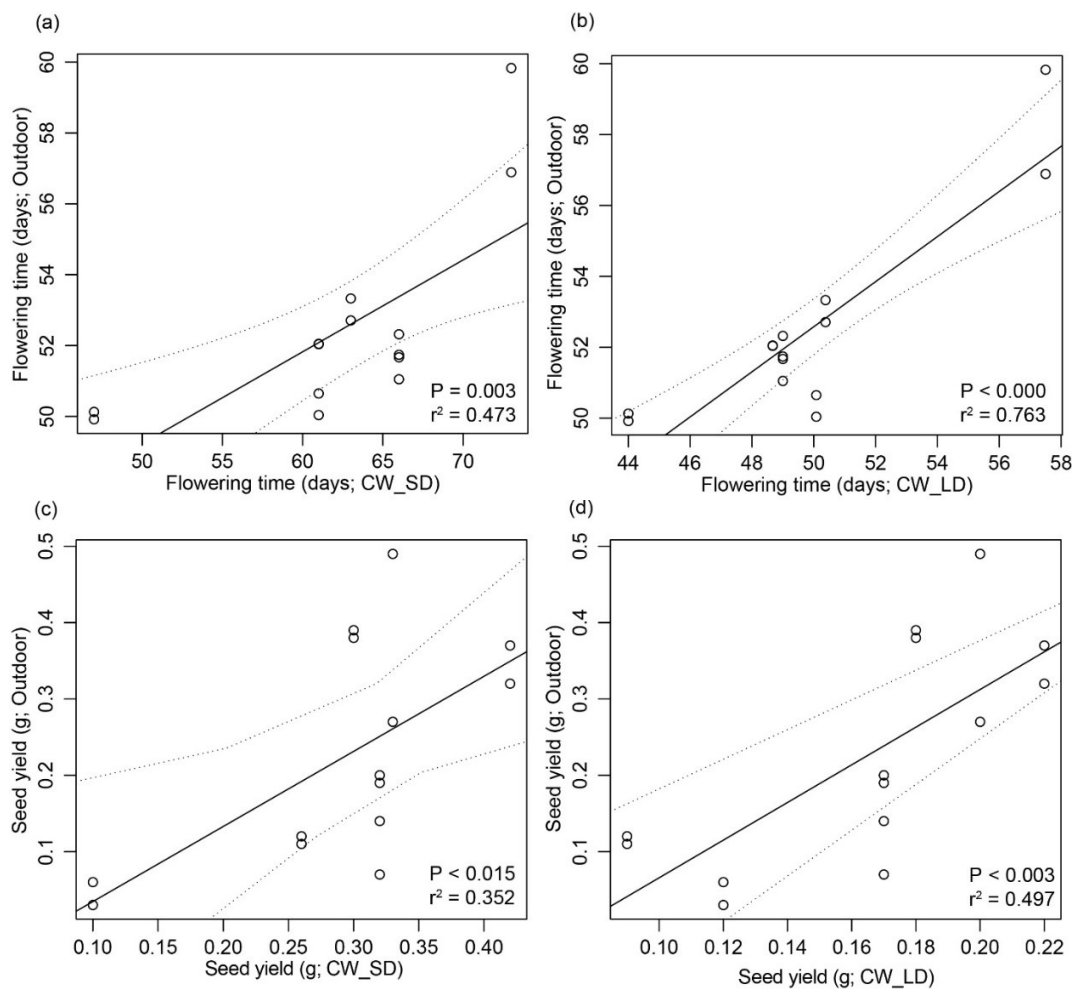 (a)
60
58
56
54
52
50
Flowering time (days; Outdoor)
P = 0.003
r² = 0.473
50 55 60 65 70
Flowering time (days; CW_SD)
(b)
60
58
56
54
52
50
Flowering time (days; Outdoor)
P < 0.000
r² = 0.763
44 46 48 50 52 54 56 58
Flowering time (days; CW_LD)
(c)
0.5
0.4
0.3
0.2
0.1
Seed yield (g; Outdoor)
P < 0.015
r² = 0.352
0.10 0.15 0.20 0.25 0.30 0.35 0.40
Seed yield (g; CW_SD)
(d)
0.5
0.4
0.3
0.2
0.1
Seed yield (g; Outdoor)
P < 0.003
r² = 0.497
0.10 0.12 0.14 0.16 0.18 0.20 0.22
Seed yield (g; CW_LD)